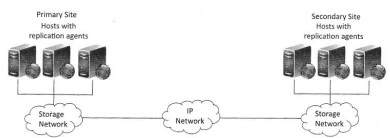 Primary Site
Hosts with
replication agents
Secondary Site
Hosts with
replication agents
Storage
Network
IP
Network
Storage
Network